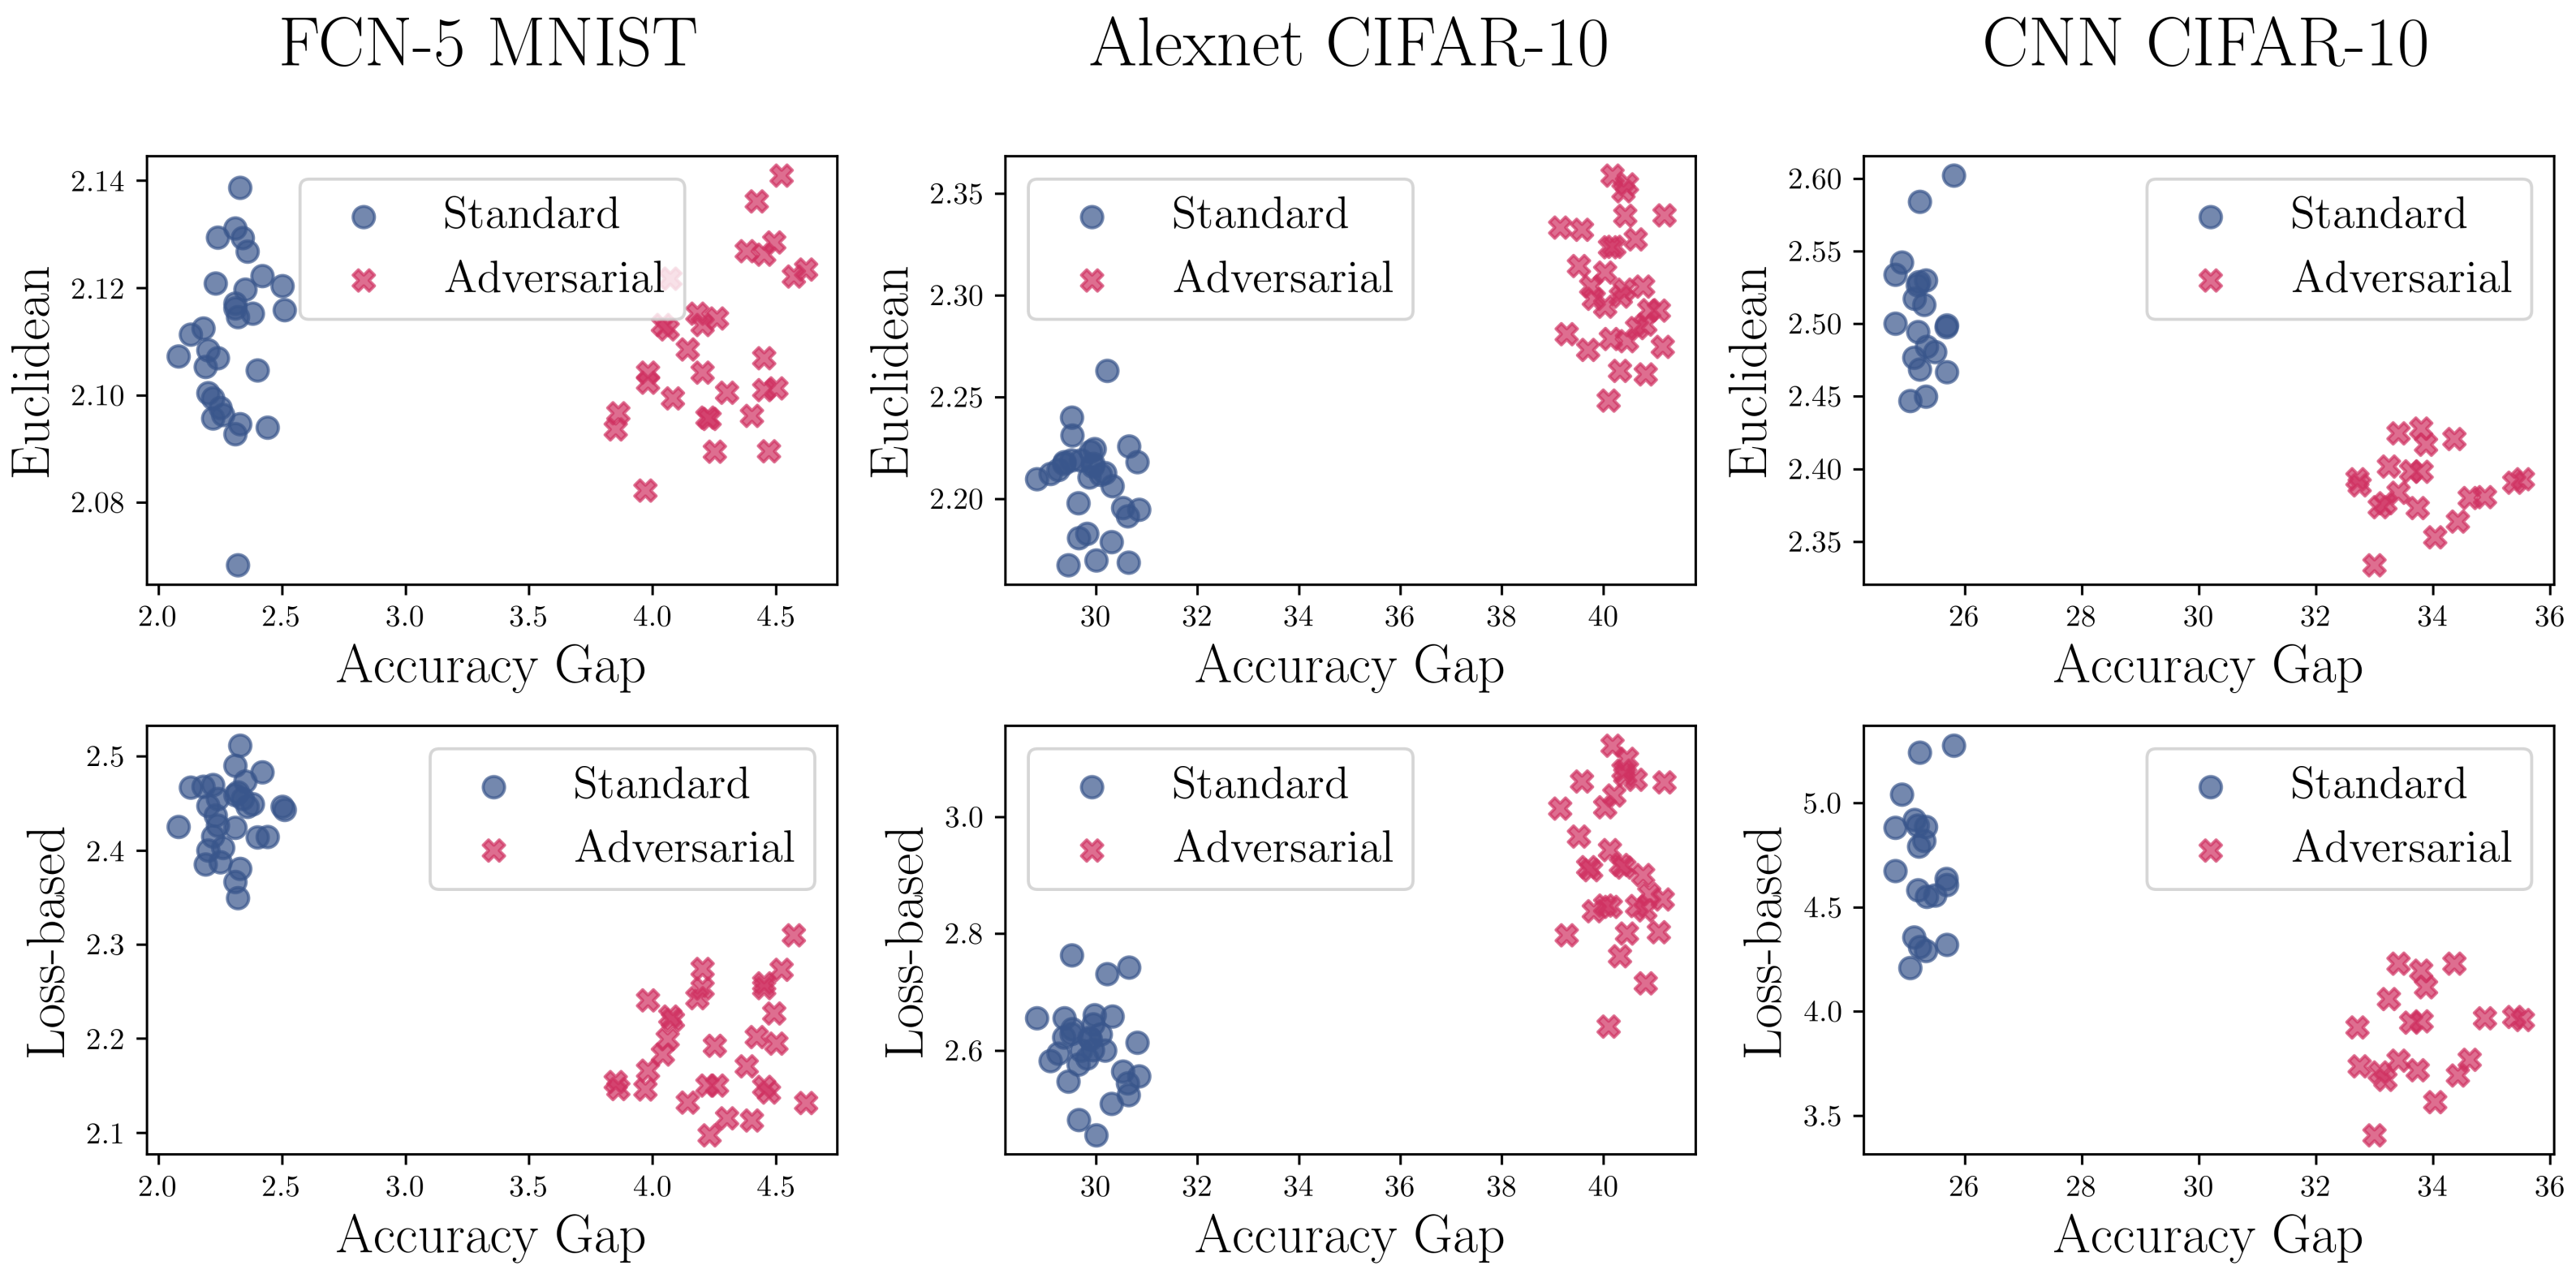 FCN-5 MNIST
Alexnet CIFAR-10
CNN CIFAR-10
Euclidean
2.14
2.12
2.10
2.08
Standard
Adversarial
2.0 2.5 3.0 3.5 4.0 4.5
Accuracy Gap
Euclidean
2.35
2.30
2.25
2.20
Standard
Adversarial
30 32 34 36 38 40
Accuracy Gap
Euclidean
2.60
2.55
2.50
2.45
2.40
2.35
Standard
Adversarial
26 28 30 32 34 36
Accuracy Gap
Loss-based
2.5
2.4
2.3
2.2
2.1
Standard
Adversarial
2.0 2.5 3.0 3.5 4.0 4.5
Accuracy Gap
Loss-based
3.0
2.8
2.6
Standard
Adversarial
30 32 34 36 38 40
Accuracy Gap
Loss-based
5.0
4.5
4.0
3.5
Standard
Adversarial
26 28 30 32 34 36
Accuracy Gap